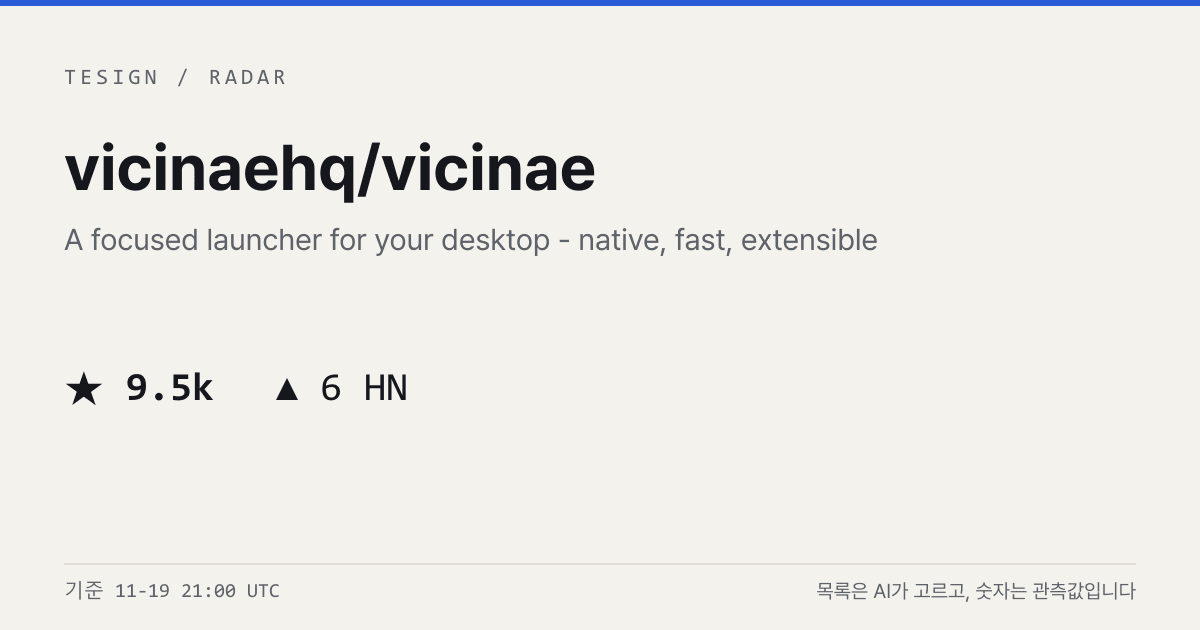 TESIGN / RADAR
vicinaehq/vicinae
A focused launcher for your desktop - native, fast, extensible
★ 9.5k ▲ 6 HN
기준 11-19 21:00 UTC
목록은 AI가 고르고, 숫자는 관측값입니다